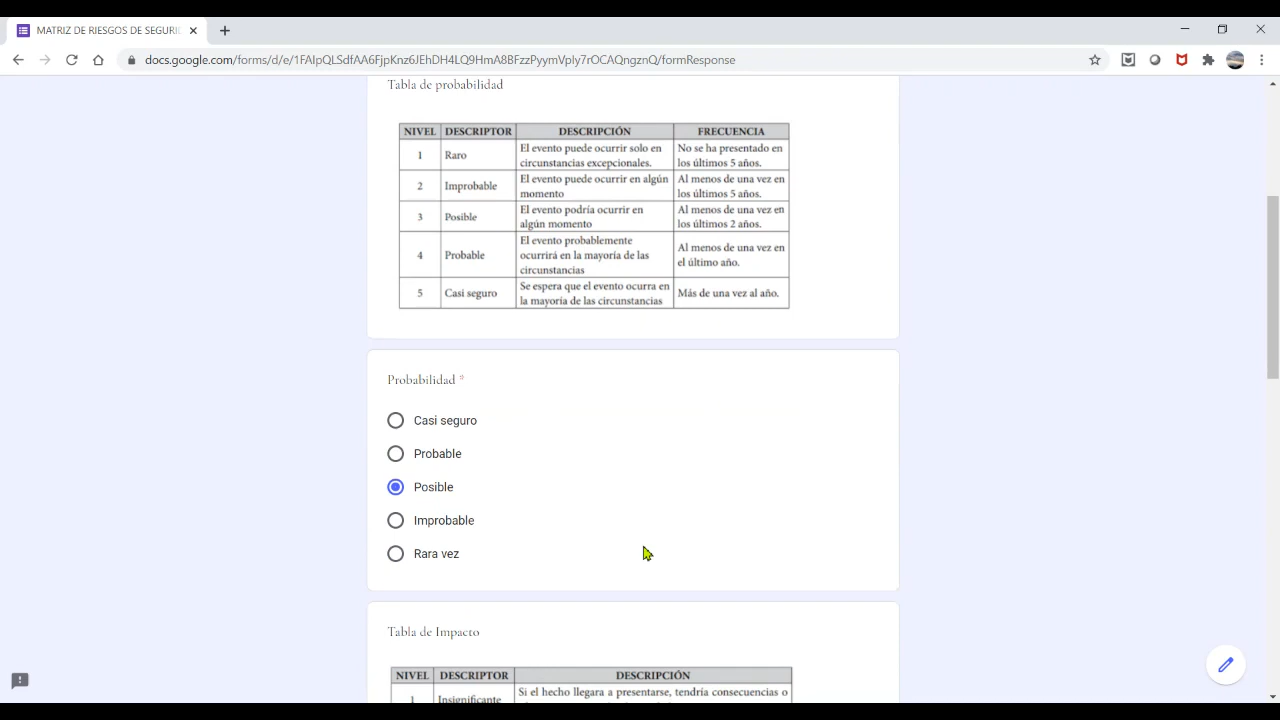 MATRIZ DE RIESGOS DE SEGURI
docs.google.com/forms/d/e/1FAIpQLSdfAA6FjpKnz6JEhDH4LQ9HnA8BFzzPyymVply7rOCAQngznQ/formResponse
Tabla de probabilidad
NIVEL DESCRIPTOR DESCRIPCIÓN FRECUENCIA
1 Raro El evento puede ocurrir solo en circunstancias excepcionales. No se ha presentado en los últimos 5 años.
2 Improbable El evento puede ocurrir en algún momento Al menos de una vez en los últimos 5 años.
3 Posible El evento podría ocurrir en algún momento Al menos de una vez en los últimos 2 años.
4 Probable El evento probablemente ocurrirá en la mayoría de las circunstancias Al menos de una vez en el último año.
5 Casi seguro Se espera que el evento ocurra en la mayoría de las circunstancias Más de una vez al año.
Probabilidad *
Casi seguro
Probable
Posible
Improbable
Rara vez
Tabla de Impacto
NIVEL DESCRIPTOR DESCRIPCIÓN
1 Insignificante Si el hecho llegara a presentarse, tendría consecuencias o